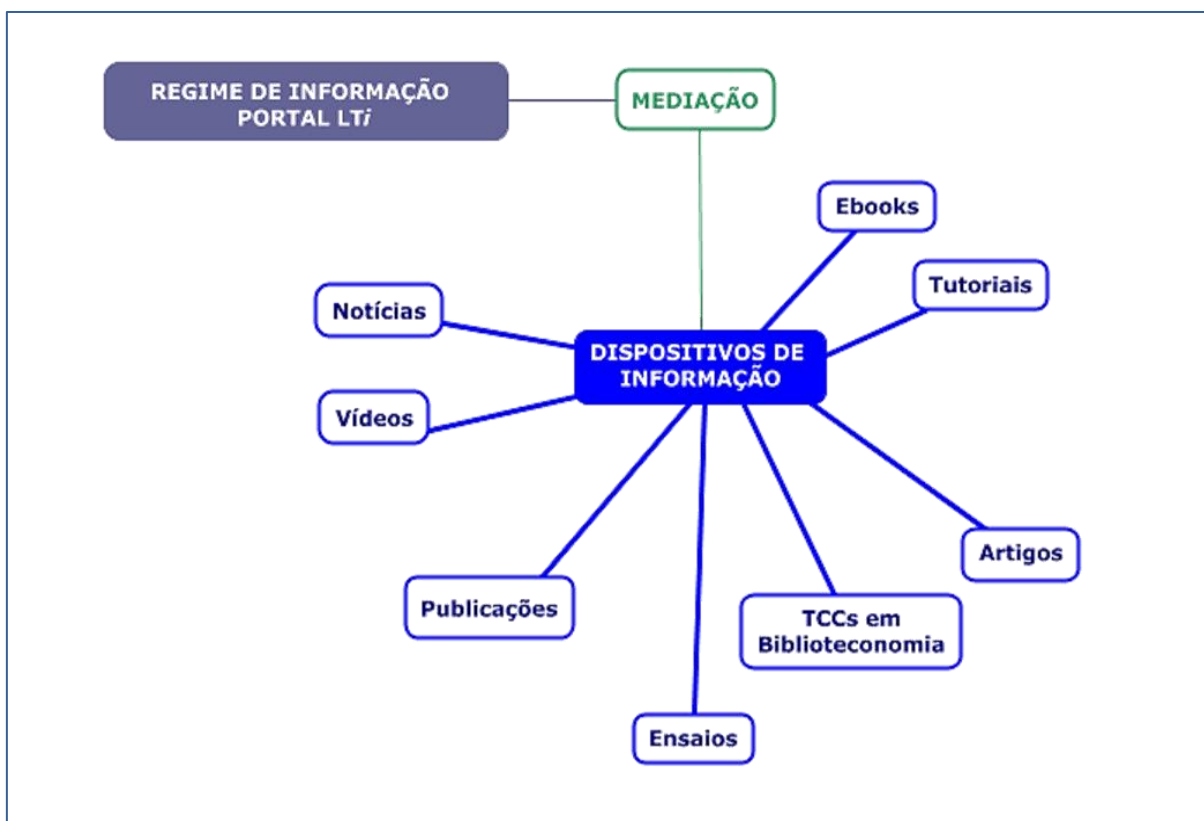 REGIME DE INFORMAÇÃO
PORTAL LTi
MEDIAÇÃO
Ebooks
Tutoriais
Notícias
DISPOSITIVOS DE
INFORMAÇÃO
Vídeos
Artigos
Publicações
TCCs em
Biblioteconomia
Ensaios